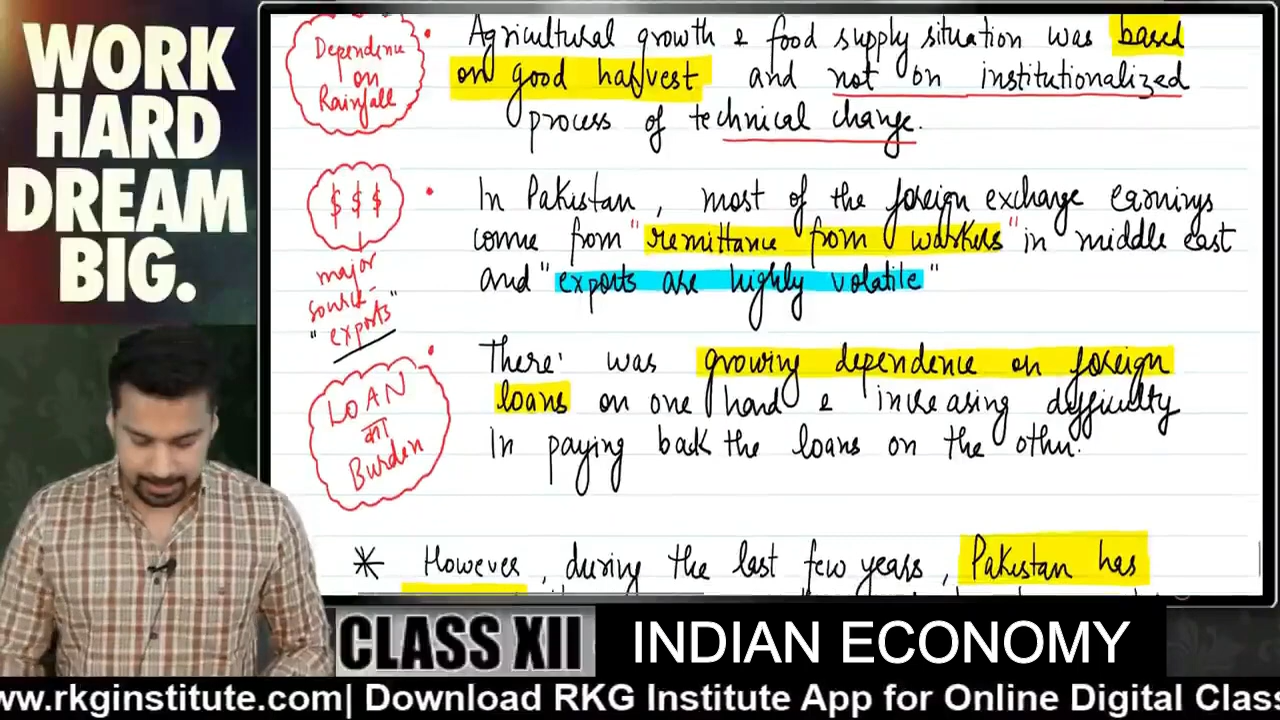 WORK
HARD
DREAM
BIG.
Dependence
on
Rainfall
Agricultural growth & food supply situation was based
on good harvest and not on institutionalized
process of technical change.
$ $ $
major
source-
"exports"
In Pakistan, most of the foreign exchange earnings
come from "remittance from workers" in middle east
and "exports are highly volatile"
LOAN
का
Burden
There was growing dependence on foreign
loans on one hand & increasing difficulty
In paying back the loans on the other.
* However, during the last few years, Pakistan has
CLASS XII
INDIAN ECONOMY
www.rkginstitute.com| Download RKG Institute App for Online Digital Class